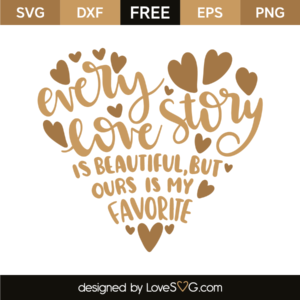 SVG DXF FREE EPS PNG
every
love story
IS BEAUTIFUL, BUT
OURS IS MY
FAVORITE
designed by LoveSVG.com